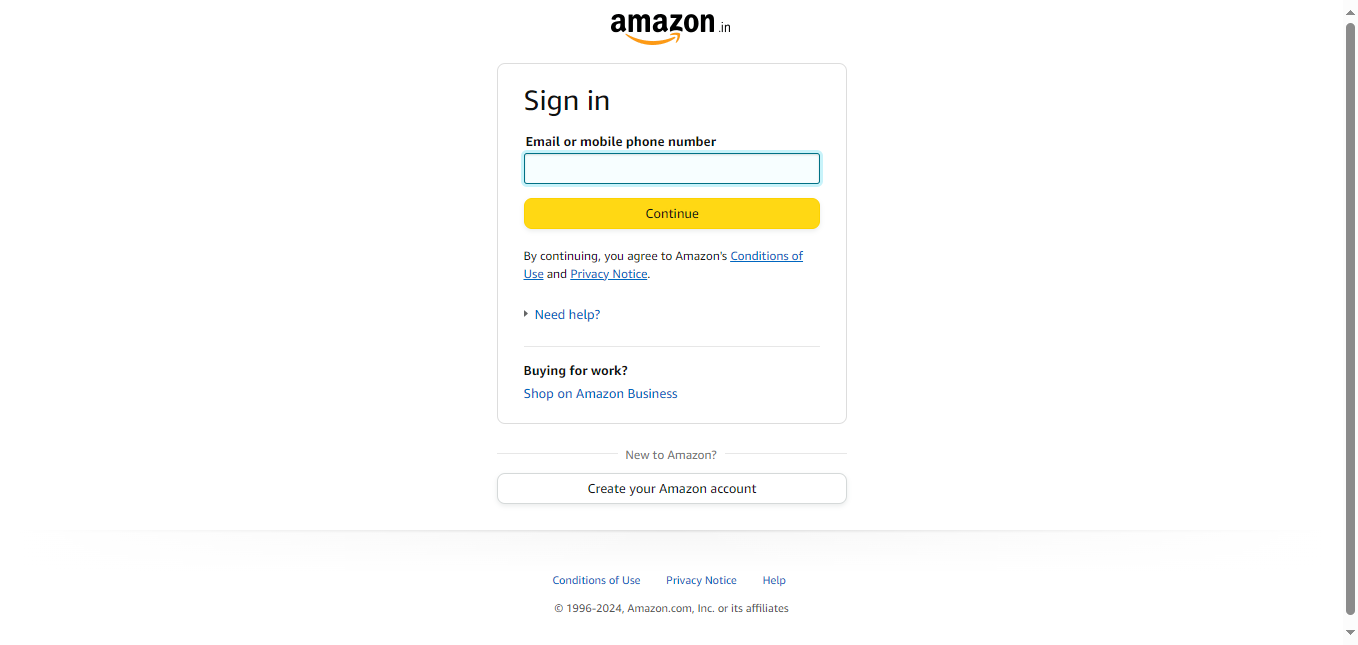 amazon.in
Sign in
Email or mobile phone number
Continue
By continuing, you agree to Amazon's Conditions of
Use and Privacy Notice.
Need help?
Buying for work?
Shop on Amazon Business
New to Amazon?
Create your Amazon account
Conditions of Use Privacy Notice Help
© 1996-2024, Amazon.com, Inc. or its affiliates